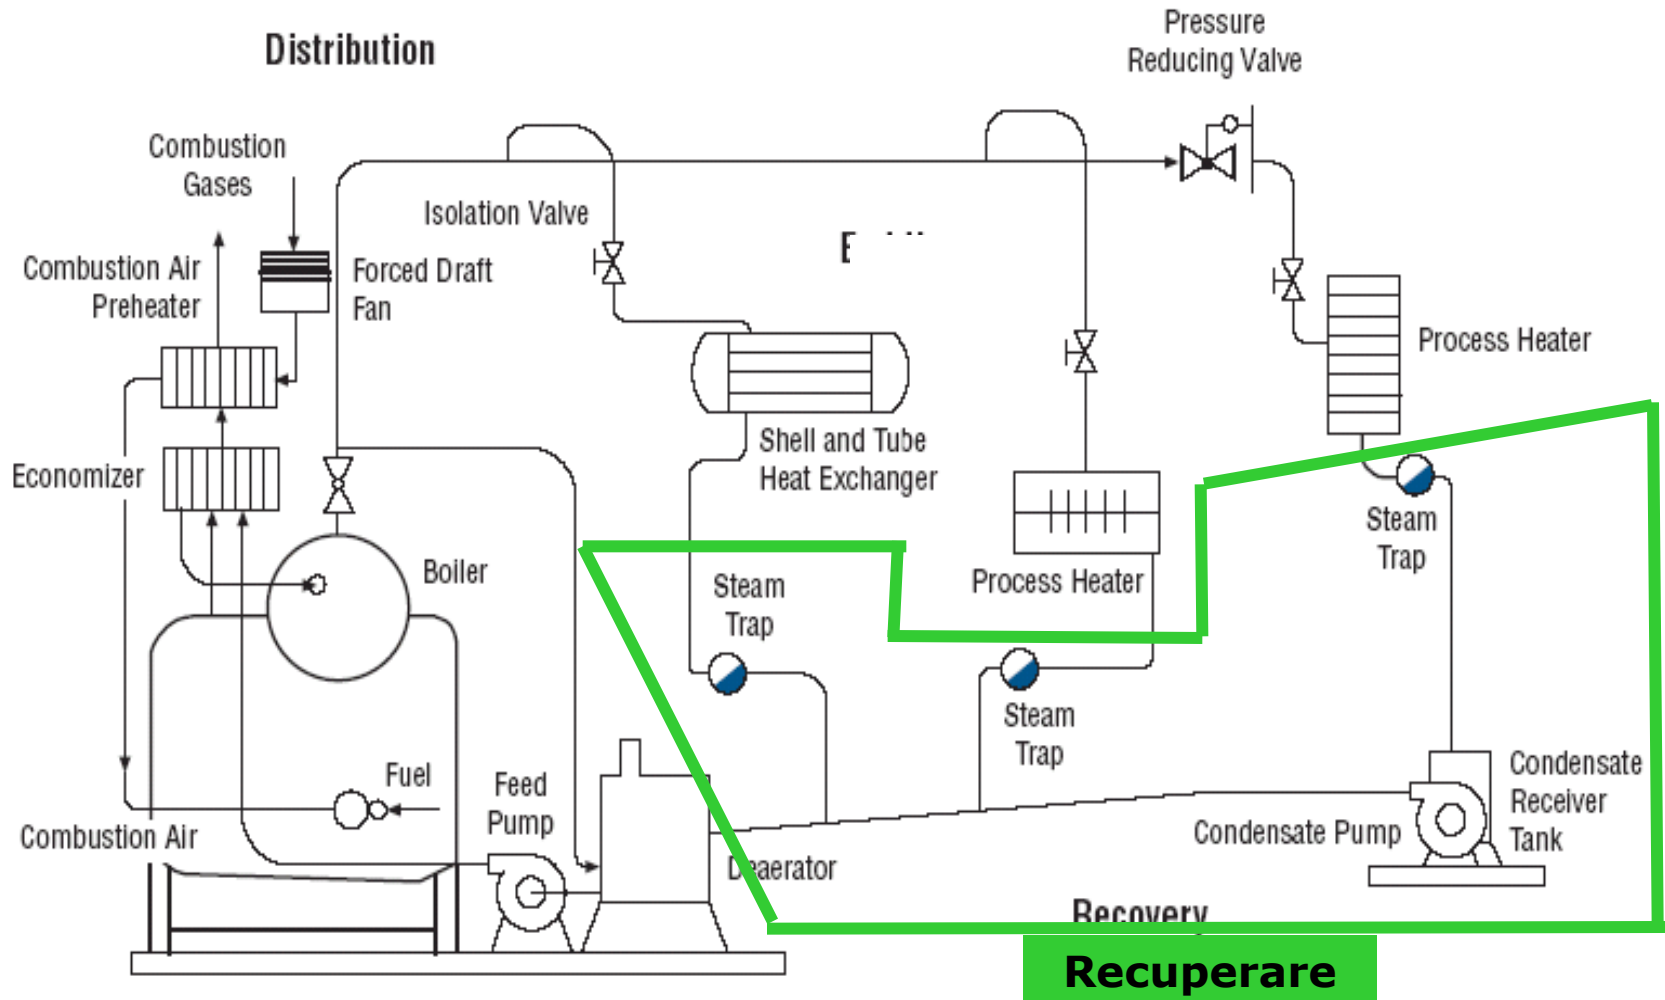 Distribution
Pressure
Reducing Valve
Combustion
Gases
Isolation Valve
Combustion Air
Preheater
Forced Draft
Fan
Process Heater
Shell and Tube
Heat Exchanger
Economizer
Steam
Trap
Boiler
Process Heater
Steam
Trap
Steam
Trap
Fuel
Feed
Pump
Condensate
Receiver
Tank
Condensate Pump
Combustion Air
Deaerator
Recovery
Recuperare